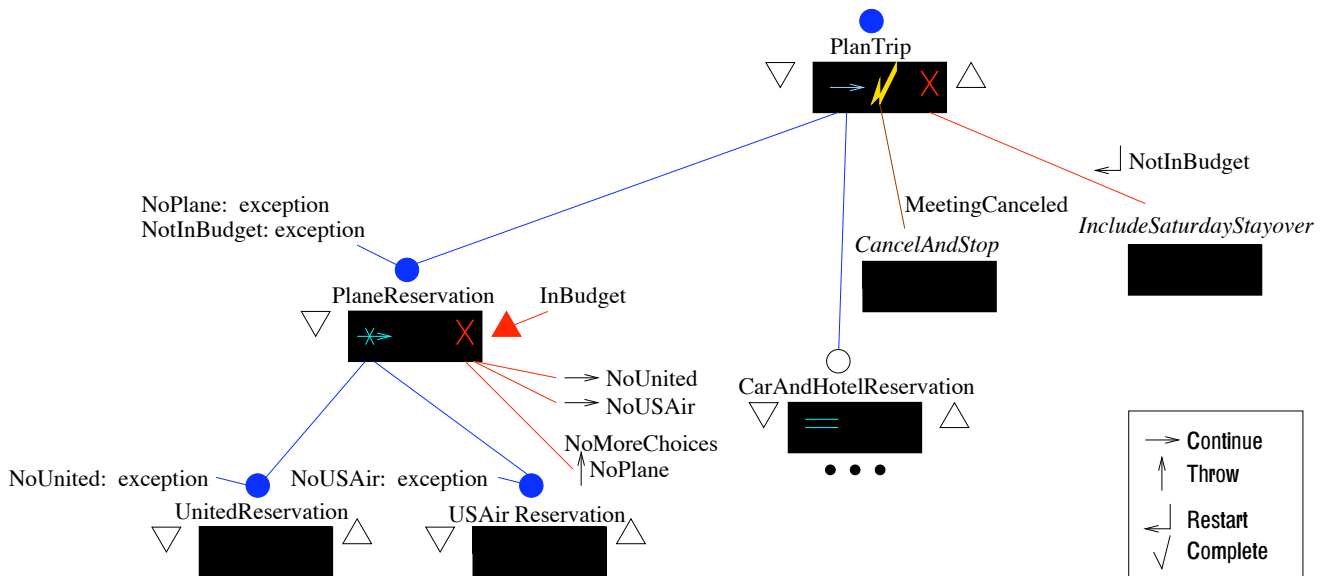 PlanTrip
NotInBudget
NoPlane: exception
NotInBudget: exception
MeetingCanceled
IncludeSaturdayStayover
CancelAndStop
PlaneReservation
InBudget
NoUnited
NoUSAir
CarAndHotelReservation
NoMoreChoices
NoPlane
NoUnited: exception
NoUSAir: exception
UnitedReservation
USAir Reservation
Continue
Throw
Restart
Complete